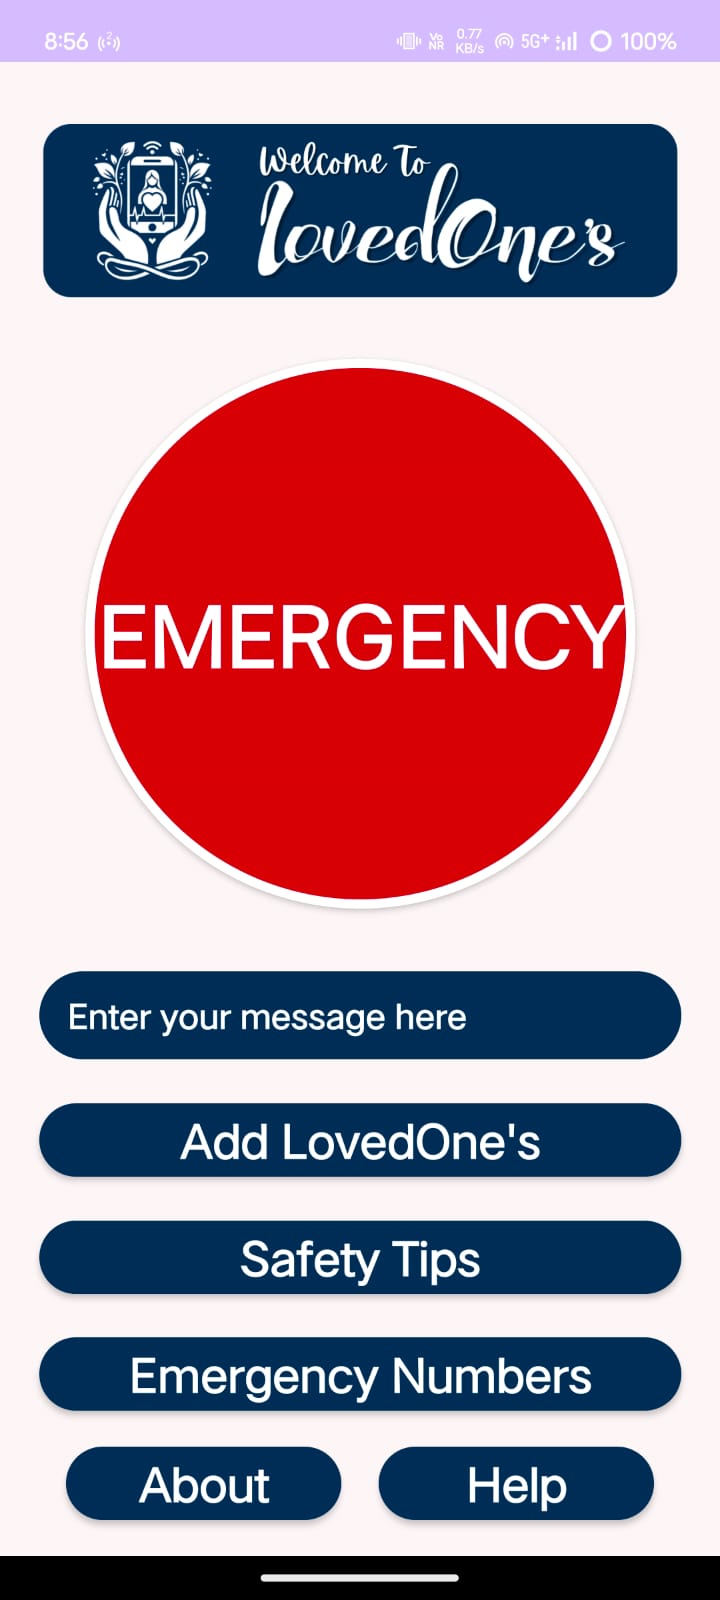 8:56
Vo
NR
0.77
KB/s
5G+
100%
Welcome To
LovedOne's
EMERGENCY
Enter your message here
Add LovedOne's
Safety Tips
Emergency Numbers
About
Help